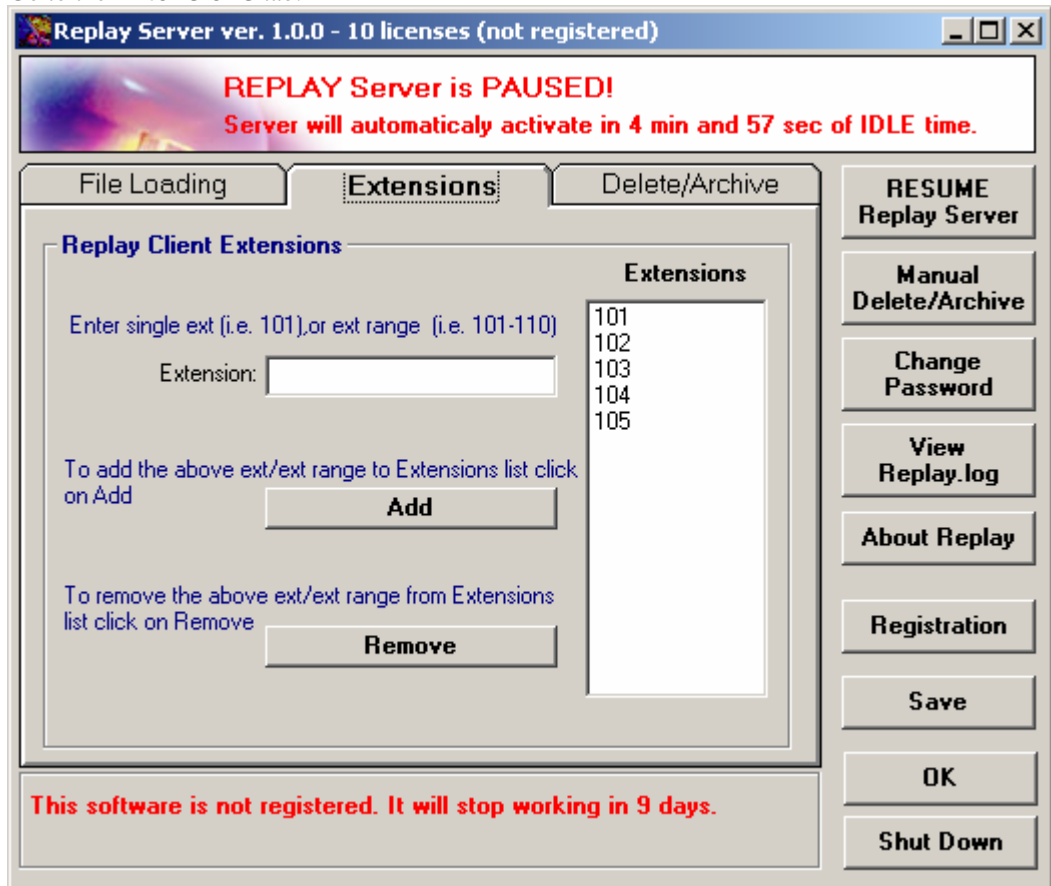 Replay Server ver. 1.0.0 - 10 licenses (not registered)
REPLAY Server is PAUSED!
Server will automaticaly activate in 4 min and 57 sec of IDLE time.
File Loading
Extensions
Delete/Archive
Replay Client Extensions
Extensions
Enter single ext (i.e. 101),or ext range (i.e. 101-110)
Extension:
101
102
103
104
105
To add the above ext/ext range to Extensions list click
on Add
Add
To remove the above ext/ext range from Extensions
list click on Remove
Remove
RESUME
Replay Server
Manual
Delete/Archive
Change
Password
View
Replay.log
About Replay
Registration
Save
OK
Shut Down
This software is not registered. It will stop working in 9 days.